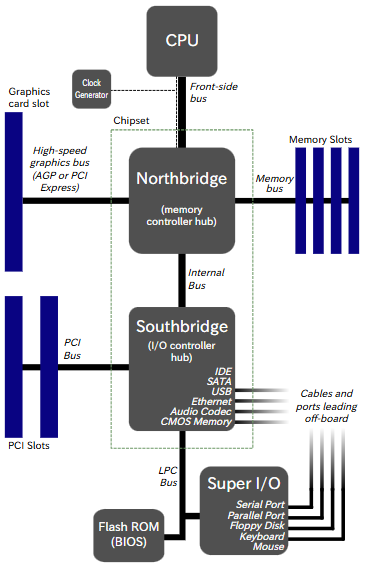 CPU
Clock
Generator
Front-side
bus
Graphics
card slot
Chipset
High-speed
graphics bus
(AGP or PCI
Express)
Northbridge
(memory
controller hub)
Memory
bus
Memory Slots
Internal
Bus
Southbridge
(I/O controller
hub)
PCI
Bus
IDE
SATA
USB
Ethernet
Audio Codec
CMOS Memory
Cables and
ports leading
off-board
PCI Slots
LPC
Bus
Super I/O
Serial Port
Parallel Port
Floppy Disk
Keyboard
Mouse
Flash ROM
(BIOS)